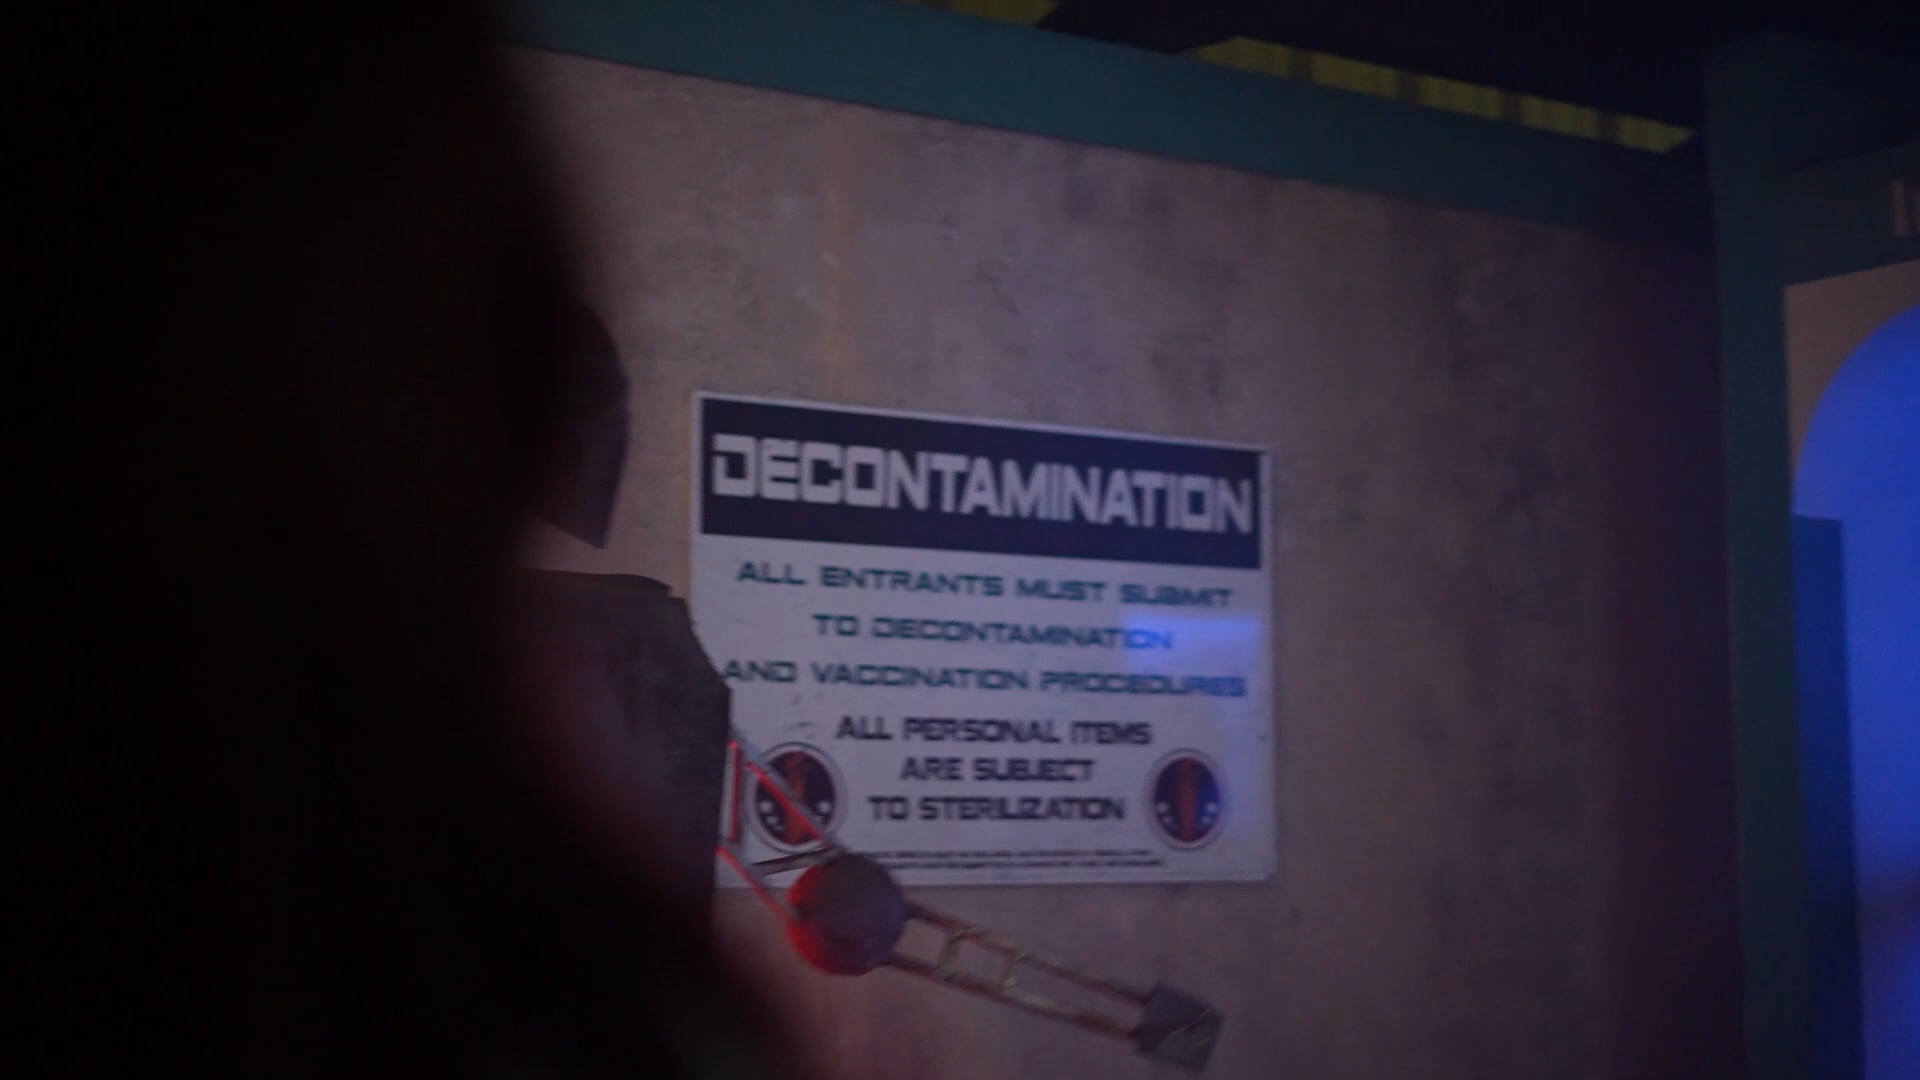 DECONTAMINATION
ALL ENTRANTS MUST SUBMIT
TO DECONTAMINATION
AND VACCINATION PROCEDURES
ALL PERSONAL ITEMS
ARE SUBJECT
TO STERILIZATION